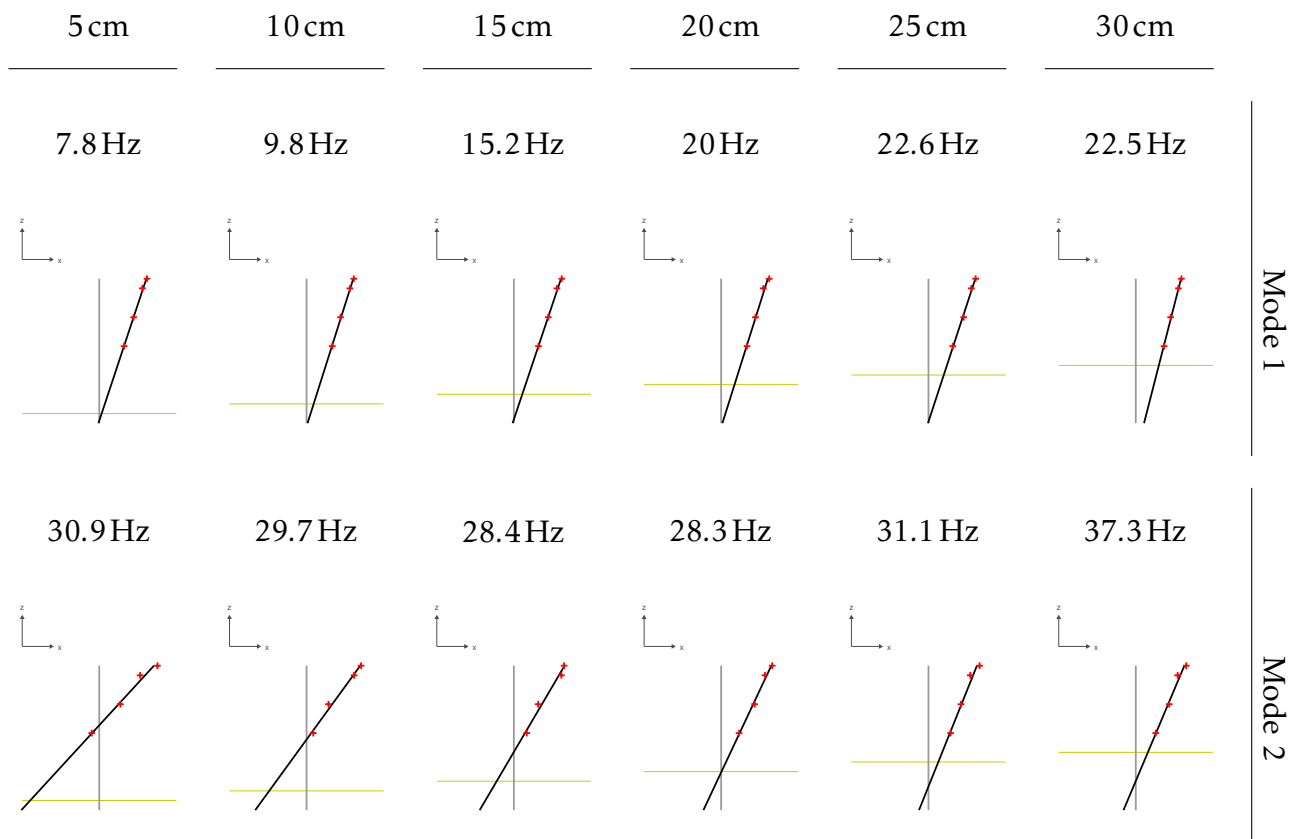 5 cm 10 cm 15 cm 20 cm 25 cm 30 cm
7.8 Hz 9.8 Hz 15.2 Hz 20 Hz 22.6 Hz 22.5 Hz
z z z z z z
x x x x x x
Mode 1
30.9 Hz 29.7 Hz 28.4 Hz 28.3 Hz 31.1 Hz 37.3 Hz
z z z z z z
x x x x x x
Mode 2